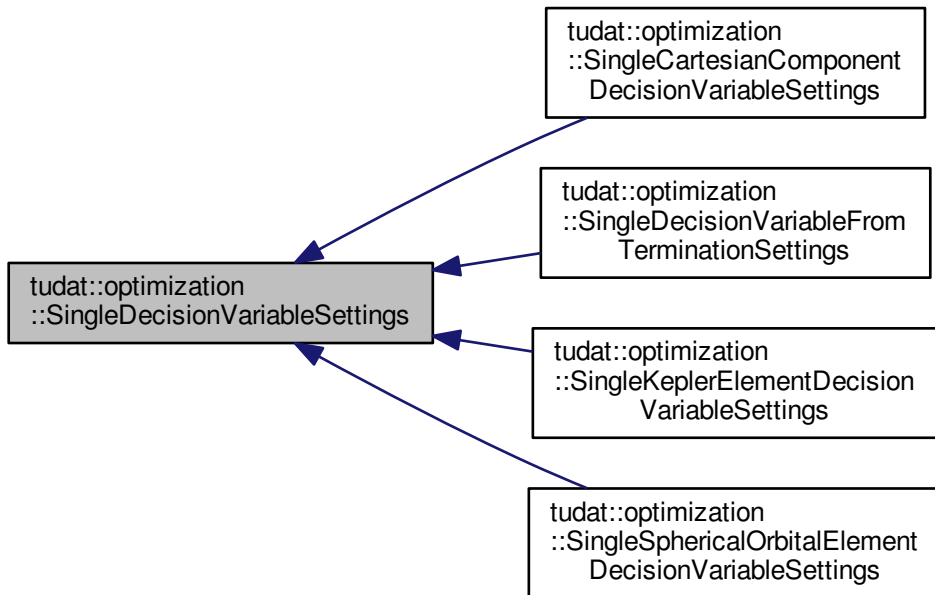 tudat::optimization
::SingleCartesianComponent
DecisionVariableSettings
tudat::optimization
::SingleDecisionVariableFrom
TerminationSettings
tudat::optimization
::SingleDecisionVariableSettings
tudat::optimization
::SingleKeplerElementDecision
VariableSettings
tudat::optimization
::SingleSphericalOrbitalElement
DecisionVariableSettings